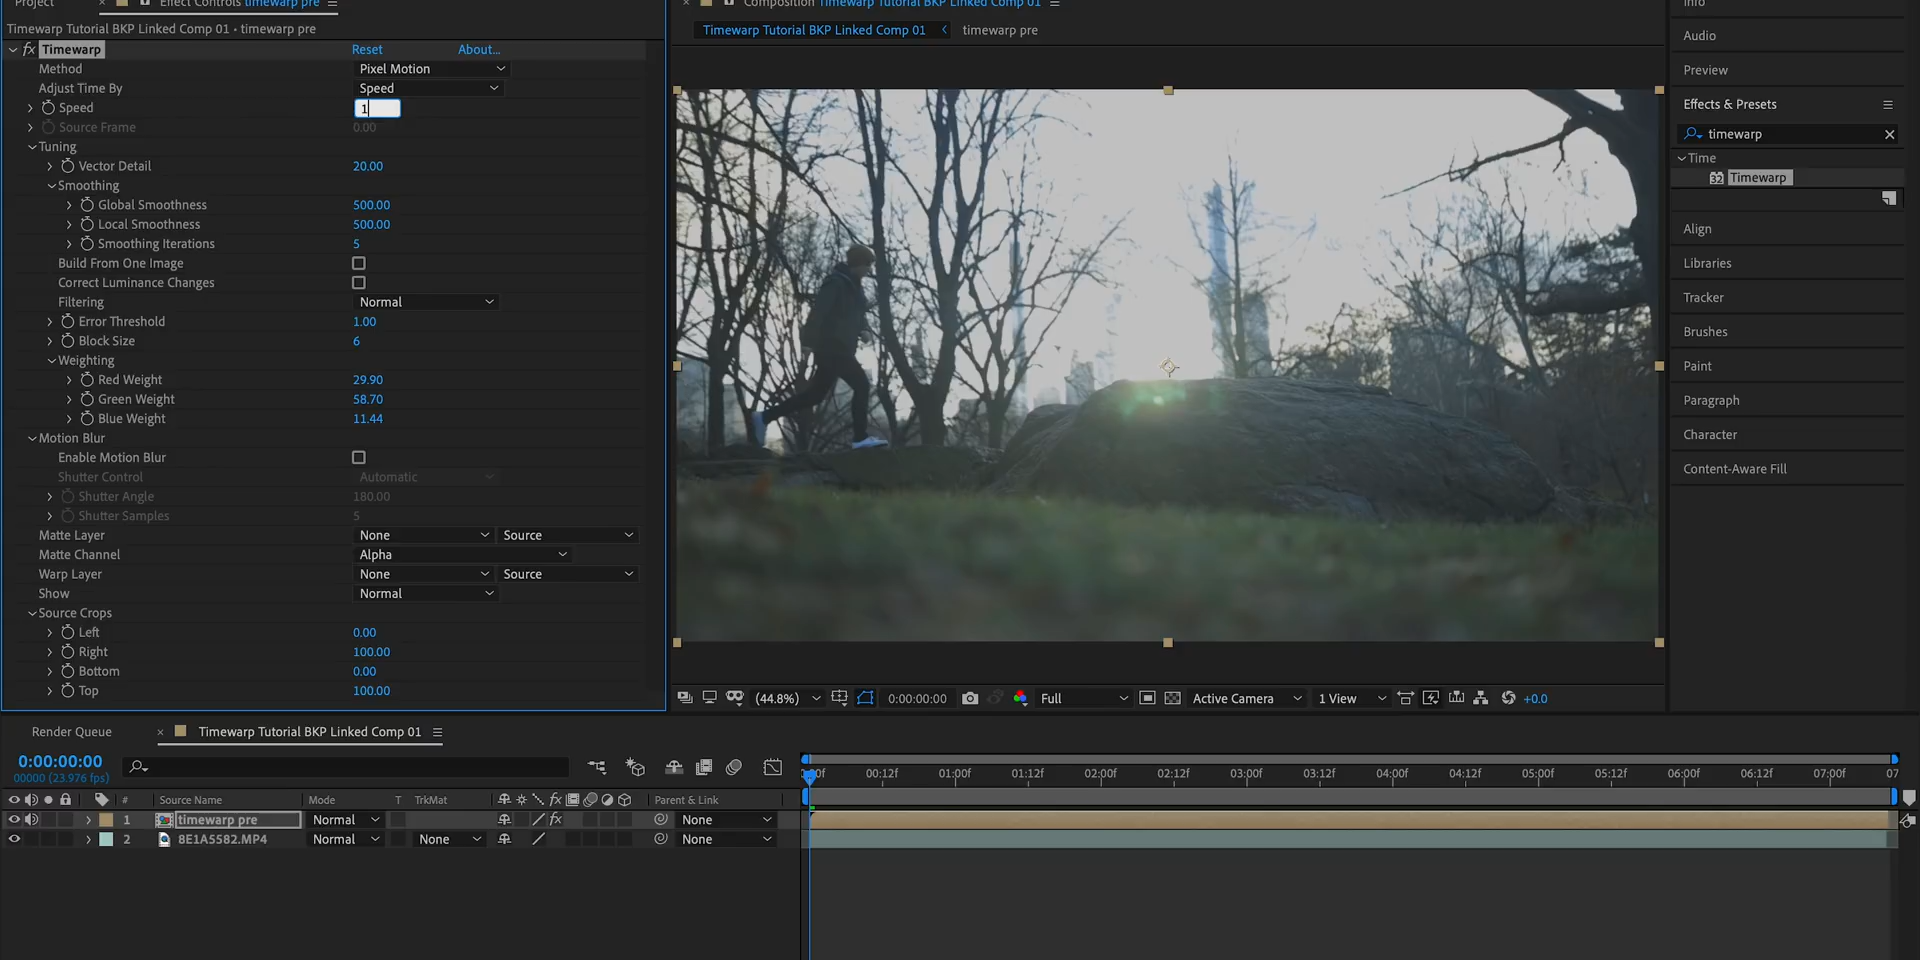 Project × Effect Controls timewarp pre ≡
Timewarp Tutorial BKP Linked Comp 01 • timewarp pre
fx Timewarp Reset About...
Method Pixel Motion
Adjust Time By Speed
Speed 1
Source Frame 0.00
Tuning
Vector Detail 20.00
Smoothing
Global Smoothness 500.00
Local Smoothness 500.00
Smoothing Iterations 5
Build From One Image
Correct Luminance Changes
Filtering Normal
Error Threshold 1.00
Block Size 6
Weighting
Red Weight 29.90
Green Weight 58.70
Blue Weight 11.44
Motion Blur
Enable Motion Blur
Shutter Control Automatic
Shutter Angle 180.00
Shutter Samples 5
Matte Layer None Source
Matte Channel Alpha
Warp Layer None Source
Show Normal
Source Crops
Left 0.00
Right 100.00
Bottom 0.00
Top 100.00
× Composition Timewarp Tutorial BKP Linked Comp 01 ≡
Timewarp Tutorial BKP Linked Comp 01 timewarp pre
(44.8%) 0:00:00:00 Full Active Camera 1 View +0.0
Info
Audio
Preview
Effects & Presets ≡
timewarp
Time
32 Timewarp
Align
Libraries
Tracker
Brushes
Paint
Paragraph
Character
Content-Aware Fill
Render Queue × Timewarp Tutorial BKP Linked Comp 01 ≡
0:00:00:00
00000 (23.976 fps)
00f 00:12f 01:00f 01:12f 02:00f 02:12f 03:00f 03:12f 04:00f 04:12f 05:00f 05:12f 06:00f 06:12f 07:00f 07
# Source Name Mode T TrkMat fx Parent & Link
1 timewarp pre Normal fx None
2 8E1A5582.MP4 Normal None None